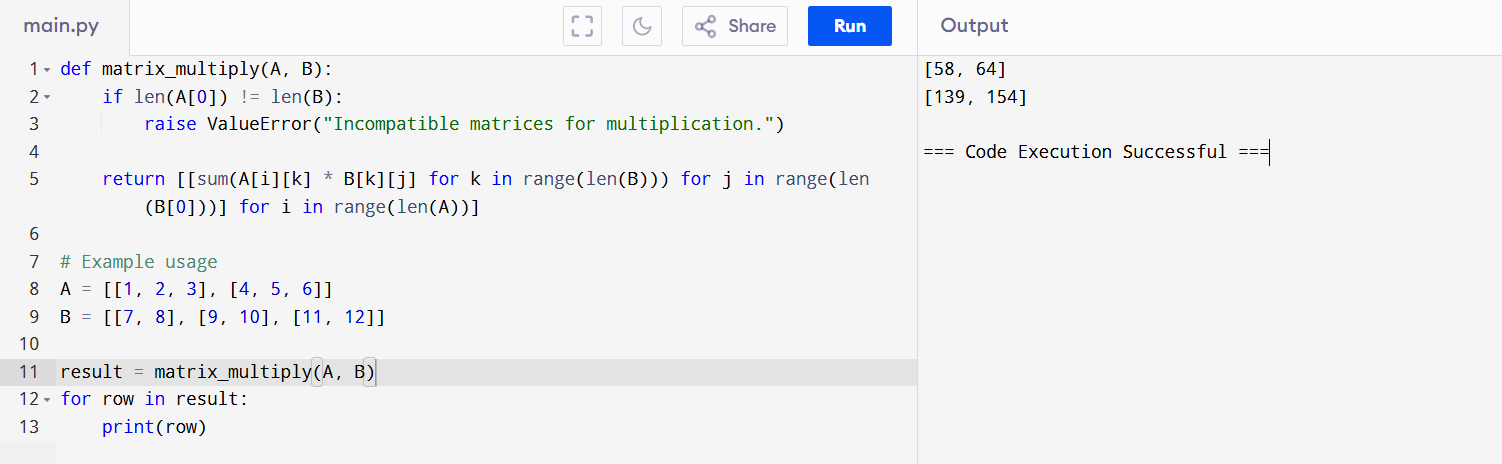 main.py
Share
Run
Output
1 def matrix_multiply(A, B):
2     if len(A[0]) != len(B):
3         raise ValueError("Incompatible matrices for multiplication.")
4
5     return [[sum(A[i][k] * B[k][j] for k in range(len(B))) for j in range(len
        (B[0]))] for i in range(len(A))]
6
7 # Example usage
8 A = [[1, 2, 3], [4, 5, 6]]
9 B = [[7, 8], [9, 10], [11, 12]]
10
11 result = matrix_multiply(A, B)
12 for row in result:
13     print(row)
[58, 64]
[139, 154]
=== Code Execution Successful ===